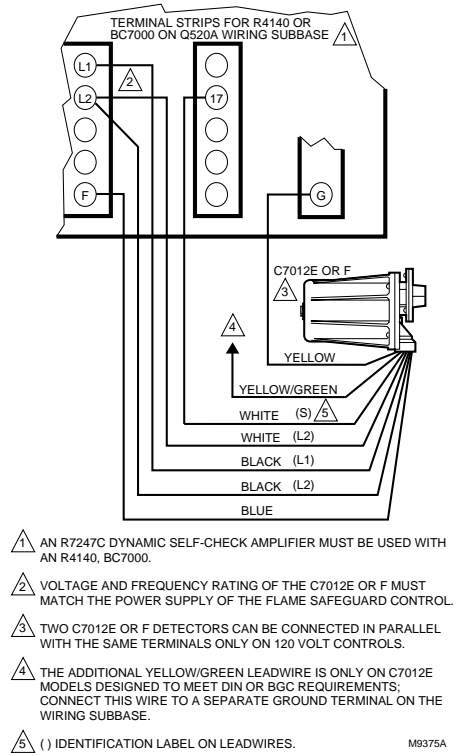 TERMINAL STRIPS FOR R4140 OR
BC7000 ON Q520A WIRING SUBBASE
1
L1
2
L2
17
F
G
C7012E OR F
3
4
YELLOW
YELLOW/GREEN
WHITE (S) 5
WHITE (L2)
BLACK (L1)
BLACK (L2)
BLUE
1 AN R7247C DYNAMIC SELF-CHECK AMPLIFIER MUST BE USED WITH
AN R4140, BC7000.
2 VOLTAGE AND FREQUENCY RATING OF THE C7012E OR F MUST
MATCH THE POWER SUPPLY OF THE FLAME SAFEGUARD CONTROL.
3 TWO C7012E OR F DETECTORS CAN BE CONNECTED IN PARALLEL
WITH THE SAME TERMINALS ONLY ON 120 VOLT CONTROLS.
4 THE ADDITIONAL YELLOW/GREEN LEADWIRE IS ONLY ON C7012E
MODELS DESIGNED TO MEET DIN OR BGC REQUIREMENTS;
CONNECT THIS WIRE TO A SEPARATE GROUND TERMINAL ON THE
WIRING SUBBASE.
5 ( ) IDENTIFICATION LABEL ON LEADWIRES.
M9375A